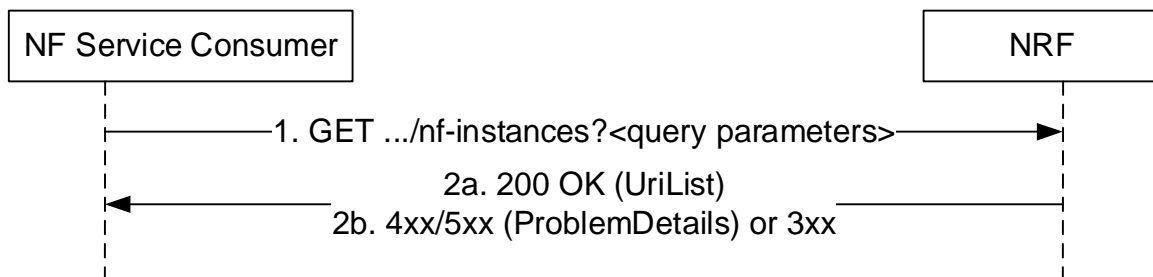 NF Service Consumer
NRF
1. GET .../nf-instances?<query parameters>
2a. 200 OK (UriList)
2b. 4xx/5xx (ProblemDetails) or 3xx